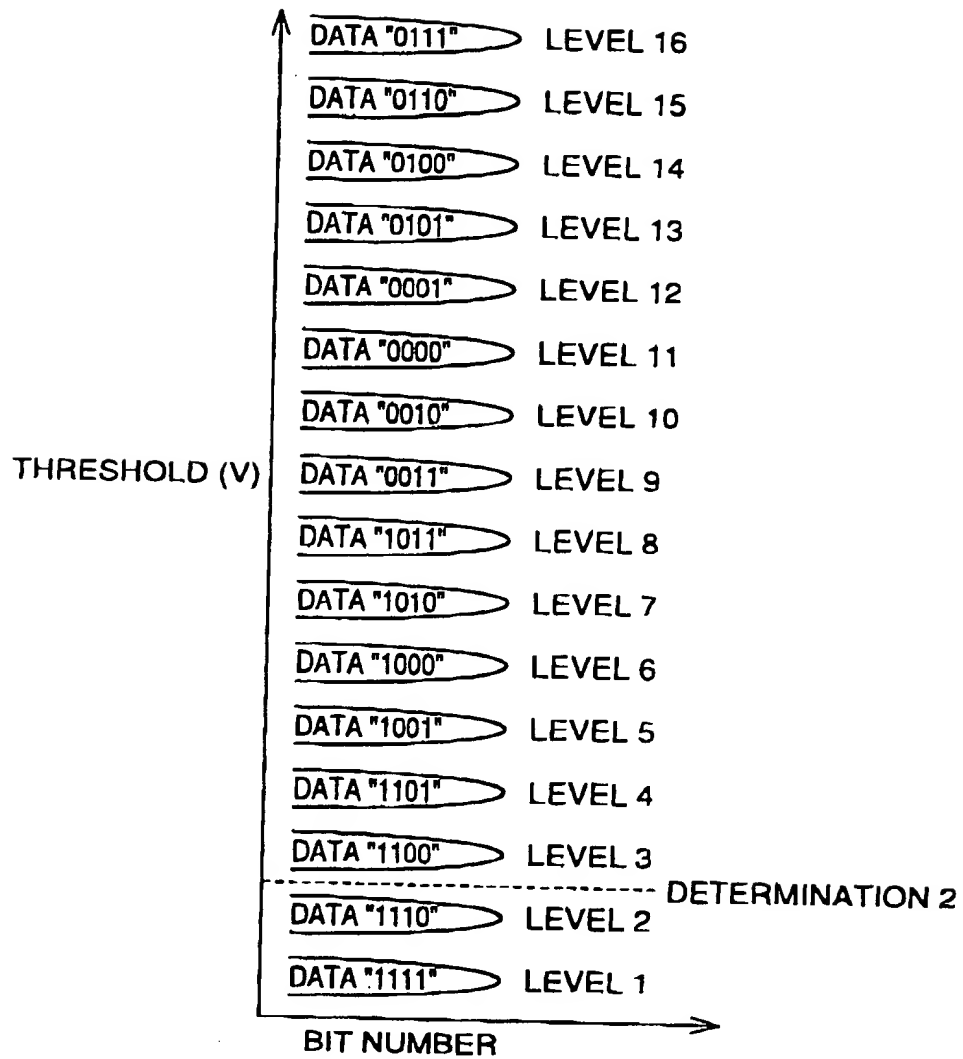 DATA "0111" LEVEL 16
DATA "0110" LEVEL 15
DATA "0100" LEVEL 14
DATA "0101" LEVEL 13
DATA "0001" LEVEL 12
DATA "0000" LEVEL 11
DATA "0010" LEVEL 10
THRESHOLD (V)
DATA "0011" LEVEL 9
DATA "1011" LEVEL 8
DATA "1010" LEVEL 7
DATA "1000" LEVEL 6
DATA "1001" LEVEL 5
DATA "1101" LEVEL 4
DATA "1100" LEVEL 3
DETERMINATION 2
DATA "1110" LEVEL 2
DATA "1111" LEVEL 1
BIT NUMBER